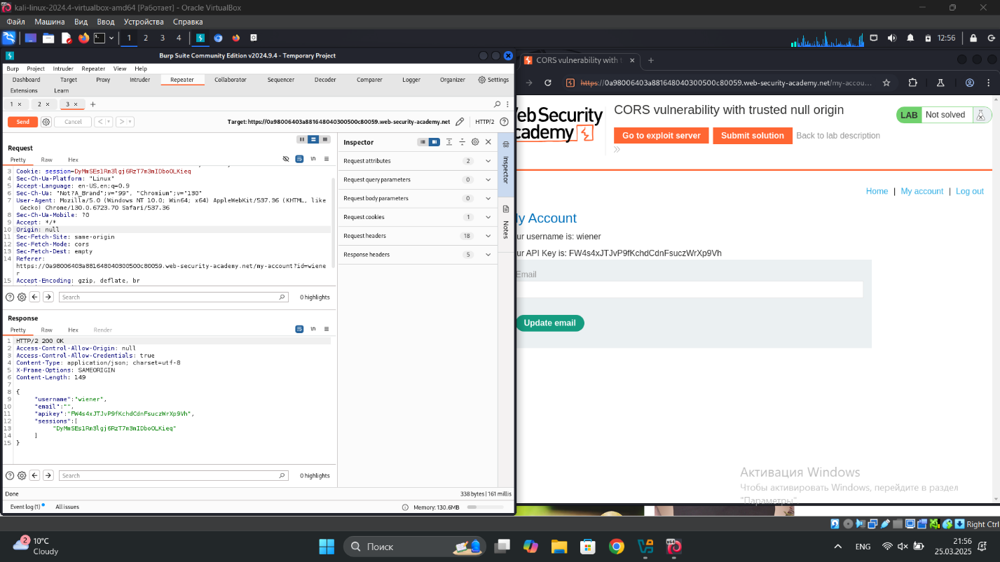 kali-linux-2024.4-virtualbox-amd64 [Работает] - Oracle VirtualBox
Файл Машина Вид Ввод Устройства Справка
1 2 3 4 12:56
Burp Suite Community Edition v2024.9.4 - Temporary Project
Burp Project Intruder Repeater View Help
Dashboard Target Proxy Intruder Repeater Collaborator Sequencer Decoder Comparer Logger Organizer Settings
Extensions Learn
1 × 2 × 3 × +
Send Cancel < > Target: https://0a98006403a881648040300500c80059.web-security-academy.net HTTP/2
Request
Pretty Raw Hex \n
3 Cookie: session=DyMmSEs1Rm3lgj6RzT7m3mIDboOLKieq
4 Sec-Ch-Ua-Platform: "Linux"
5 Accept-Language: en-US,en;q=0.9
6 Sec-Ch-Ua: "Not?A_Brand";v="99", "Chromium";v="130"
7 User-Agent: Mozilla/5.0 (Windows NT 10.0; Win64; x64) AppleWebKit/537.36 (KHTML, like
Gecko) Chrome/130.0.6723.70 Safari/537.36
8 Sec-Ch-Ua-Mobile: ?0
9 Accept: */*
10 Origin: null
11 Sec-Fetch-Site: same-origin
12 Sec-Fetch-Mode: cors
13 Sec-Fetch-Dest: empty
14 Referer:
https://0a98006403a881648040300500c80059.web-security-academy.net/my-account?id=wiene
r
15 Accept-Encoding: gzip, deflate, br
Search 0 highlights
Response
Pretty Raw Hex Render \n
1 HTTP/2 200 OK
2 Access-Control-Allow-Origin: null
3 Access-Control-Allow-Credentials: true
4 Content-Type: application/json; charset=utf-8
5 X-Frame-Options: SAMEORIGIN
6 Content-Length: 149
7
8 {
9 "username":"wiener",
10 "email":"",
11 "apikey":"FW4s4xJTJvP9fKchdCdnFsuczWrXp9Vh",
12 "sessions":[
13 "DyMmSEs1Rm3lgj6RzT7m3mIDboOLKieq"
14 ]
15 }
Search 0 highlights
Done 338 bytes | 161 millis
Event log (1) All issues Memory: 130.6MB
Inspector
Request attributes 2
Request query parameters 0
Request body parameters 0
Request cookies 1
Request headers 18
Response headers 5
Inspector
Notes
CORS vulnerability with t × +
https://0a98006403a881648040300500c80059.web-security-academy.net/my-accou...
Web Security
Academy
CORS vulnerability with trusted null origin
LAB Not solved
Go to exploit server Submit solution Back to lab description
Home | My account | Log out
y Account
ur username is: wiener
ur API Key is: FW4s4xJTJvP9fKchdCdnFsuczWrXp9Vh
Email
Update email
Активация Windows
Чтобы активировать Windows, перейдите в раздел
"Параметры".
Right Ctrl
2
10°C
Cloudy
Поиск
ENG
21:56
25.03.2025